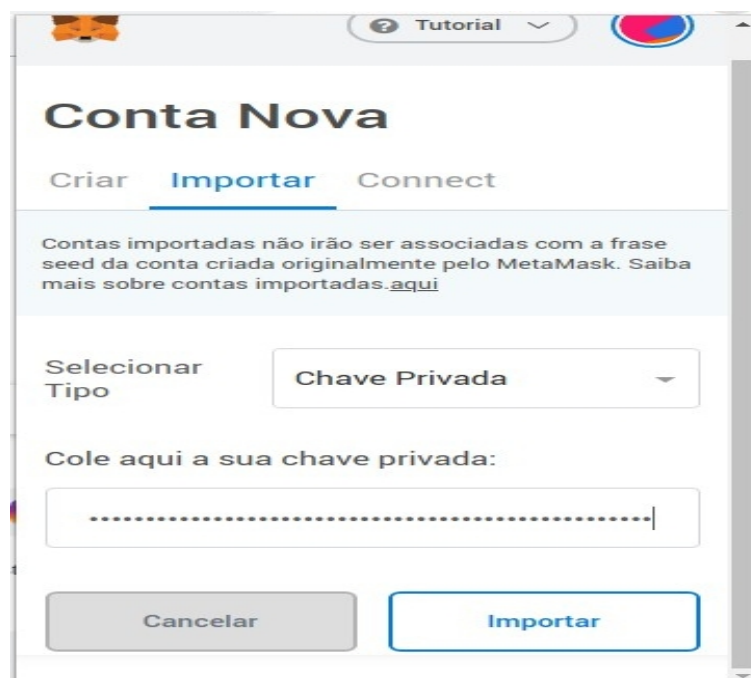 Tutorial
Conta Nova
Criar Importar Connect
Contas importadas não irão ser associadas com a frase
seed da conta criada originalmente pelo MetaMask. Saiba
mais sobre contas importadas.aqui
Selecionar
Tipo
Chave Privada
Cole aqui a sua chave privada:
Cancelar Importar